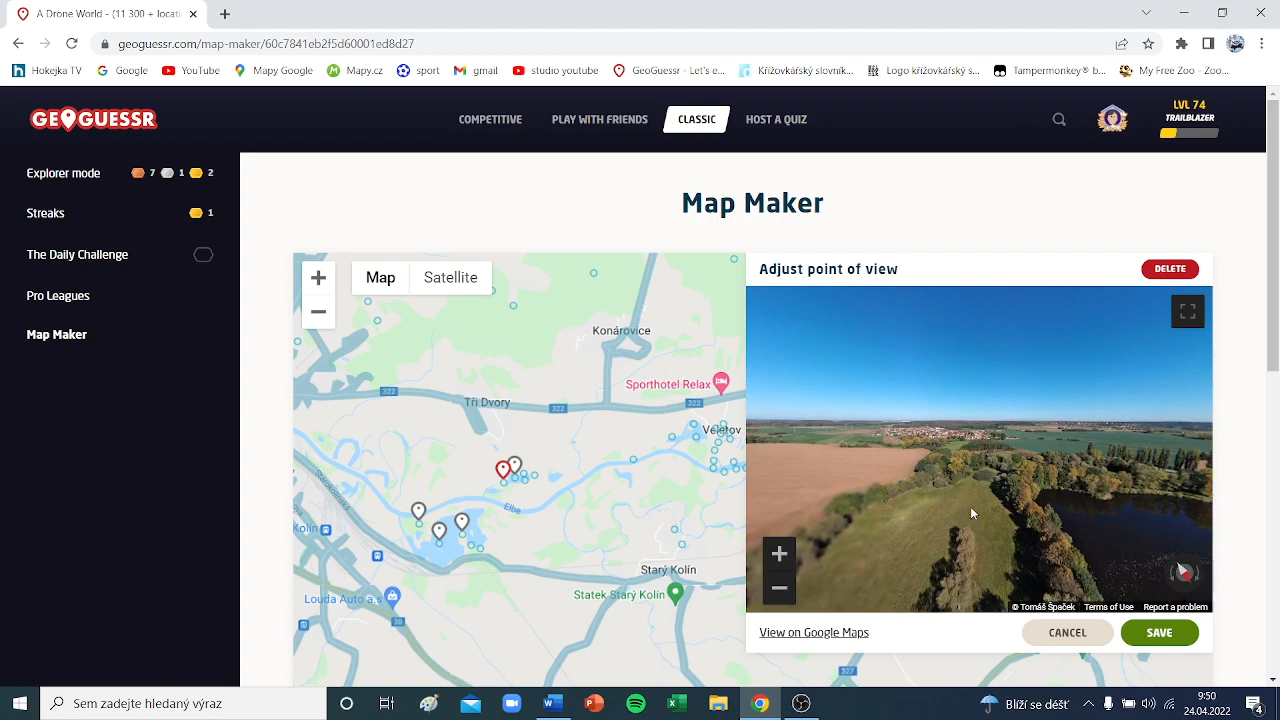 A Drone World - (11 300 + locati
geoguessr.com/map-maker/60c7841eb2f5d60001ed8d27
Hokejka TV
Google
YouTube
Mapy Google
Mapy.cz
sport
gmail
studio youtube
GeoGuessr - Let's e...
Křížovkářský slovník...
Logo křížovkářský s...
Tampermonkey® b...
My Free Zoo - Zoo...
GEOGUESSR
COMPETITIVE
PLAY WITH FRIENDS
CLASSIC
HOST A QUIZ
LVL 74
TRAILBLAZER
Explorer mode
7
1
2
Streaks
1
The Daily Challenge
Pro Leagues
Map Maker
Map Maker
Map
Satellite
Konárovice
Sporthotel Relax
322
Tři Dvory
322
322
Veletov
322
Elbe
Kolín
Starý Kolín
Statek Starý Kolín
Louda Auto a.s
38
327
Adjust point of view
DELETE
© Tomáš Špaček
Terms of Use
Report a problem
View on Google Maps
CANCEL
SAVE
Sem zadejte hledaný výraz
Blíží se déšť
9:50
24.04.2022